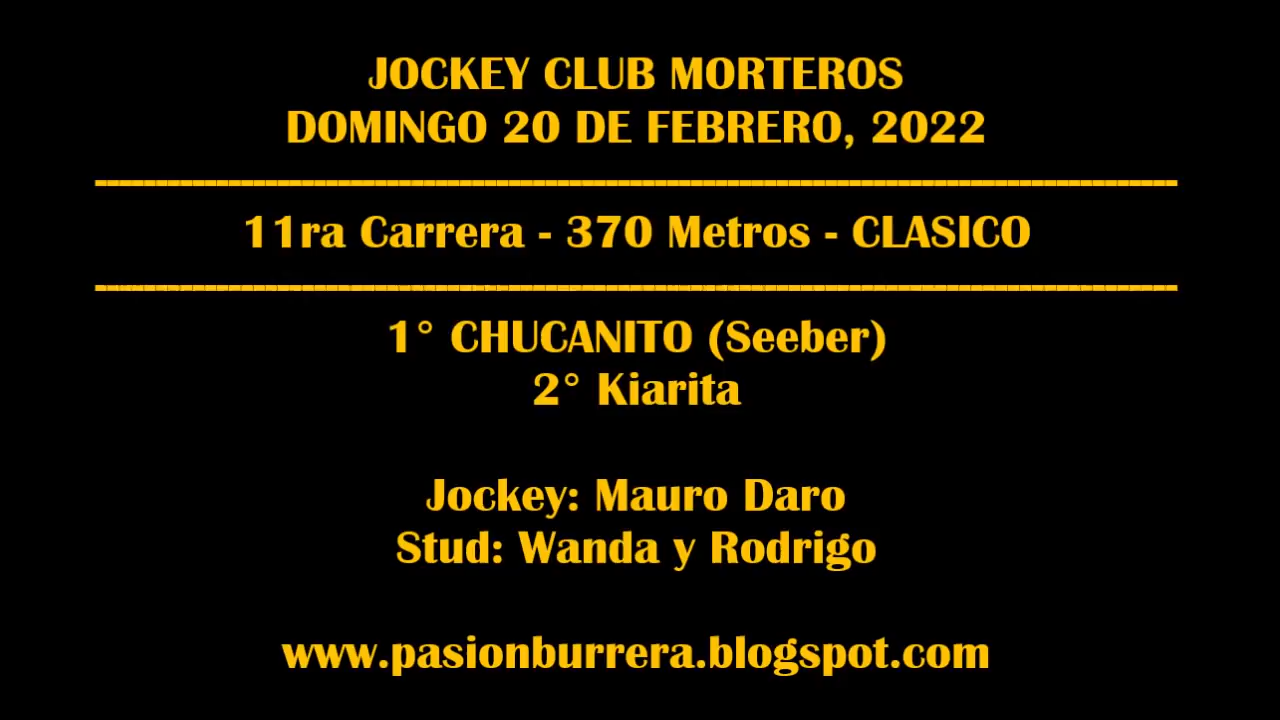 JOCKEY CLUB MORTEROS
DOMINGO 20 DE FEBRERO, 2022
11ra Carrera - 370 Metros - CLASICO
1° CHUCANITO (Seeber)
2° Kiarita
Jockey: Mauro Daro
Stud: Wanda y Rodrigo
www.pasionburrera.blogspot.com